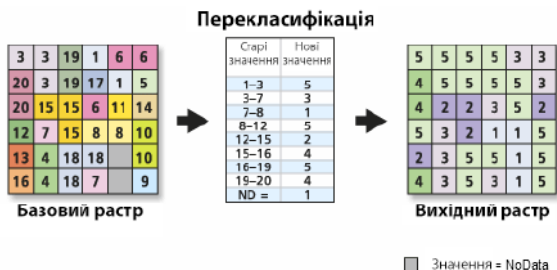 Перекласифікація
3 3 19 1 6 6
20 3 19 17 1 5
20 15 15 6 11 14
12 7 15 8 8 10
13 4 18 18 10
16 4 18 7 9
Базовий растр
Старі значення Нові значення
1–3 5
3–7 3
7–8 1
8–12 5
12–15 2
15–16 4
16–19 5
19–20 4
ND = 1
5 5 5 5 3 3
4 5 5 5 5 3
4 2 2 3 5 2
5 3 2 1 1 5
2 3 5 5 1 5
4 3 5 3 1 5
Вихідний растр
Значення = NoData